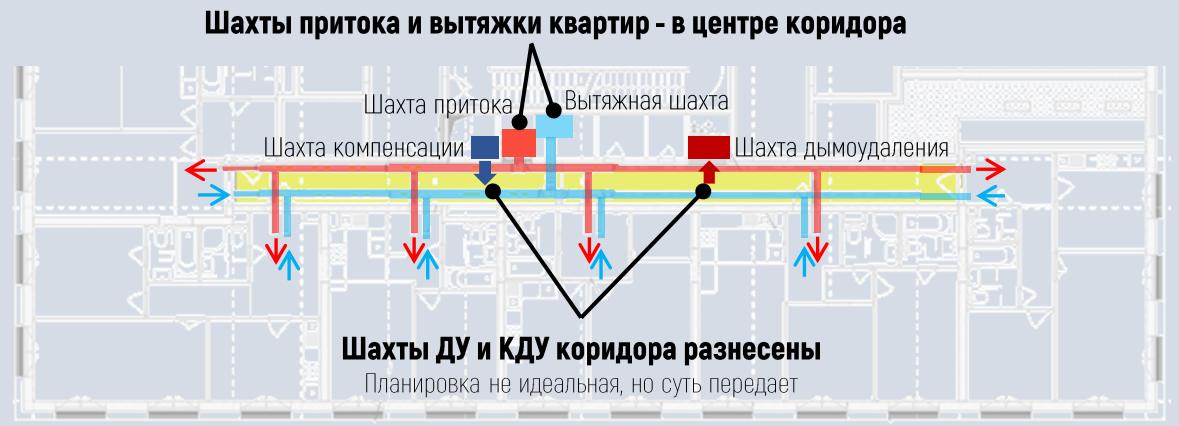 Шахты притока и вытяжки квартир - в центре коридора
Шахта притока
Вытяжная шахта
Шахта компенсации
Шахта дымоудаления
Шахты ДУ и КДУ коридора разнесены
Планировка не идеальная, но суть передает